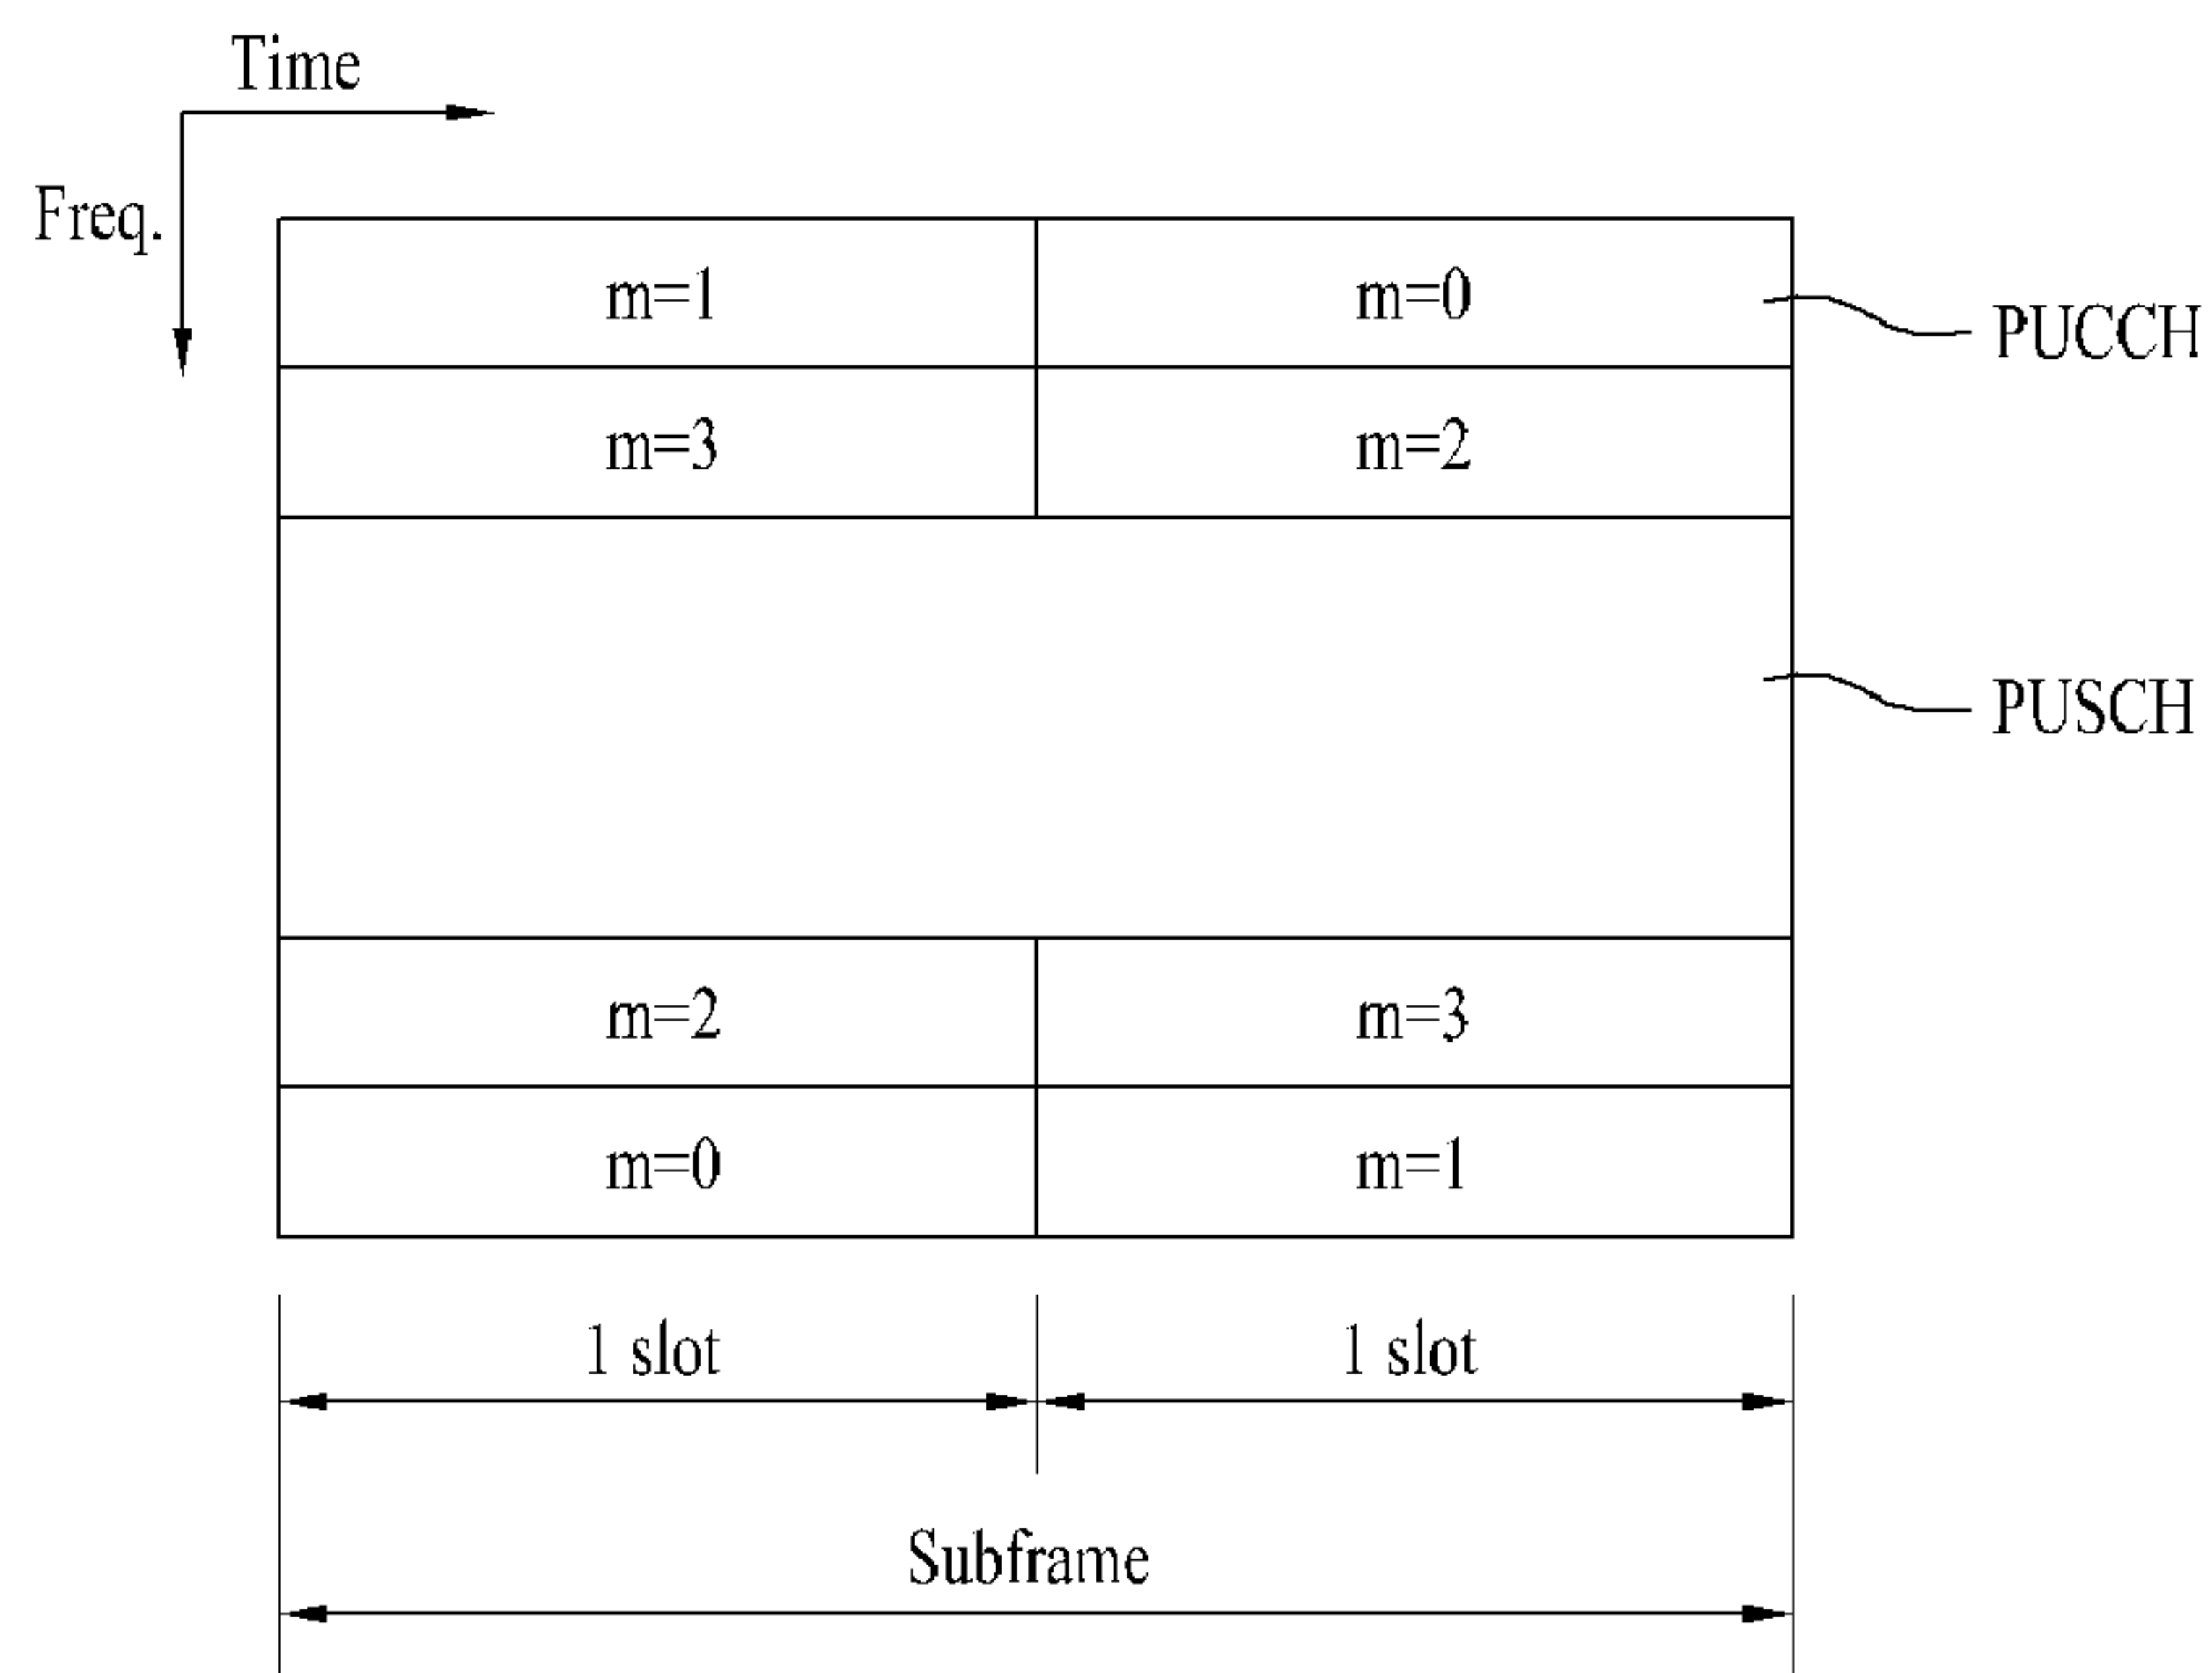 Time
Freq.
m=1
m=0
PUCCH
m=3
m=2
PUSCH
m=2
m=3
m=0
m=1
1 slot
1 slot
Subframe